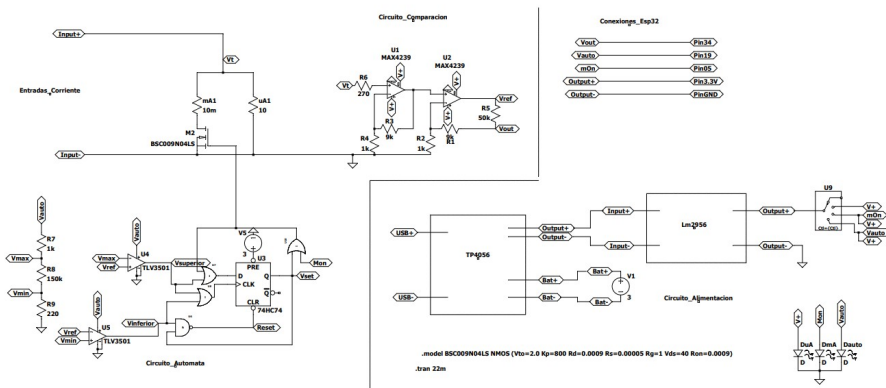 Circuito_Comparacion
Conexiones_Esp32
Input+
Vt
Entradas_Corriente
mA1
10m
uA1
10
M2
BSC009N04LS
Input-
U1
MAX4239
U2
MAX4239
V+
V+
Vt
R6
270
V+
V+
R3
9k
R4
1k
R2
1k
9k
R1
Vref
R5
50k
Vout
Vout
Pin34
Vauto
Pin19
mOn
Pin05
Output+
Pin3.3V
Output-
PinGND
Vauto
R7
1k
Vmax
R8
150k
Vmin
R9
220
Vauto
Vmax
Vref
U4
TLV3501
Vsuperior
Vauto
Vref
Vmin
U5
TLV3501
Vinferior
V5
3
U3
PRE
D
Q
CLK
Q
CLR
74HC74
Reset
Mon
Vset
Circuito_Automata
USB+
USB-
TP4056
Output+
Output-
Bat+
Bat-
Bat+
Bat-
V1
3
Input+
Input-
Lm2956
Output+
Output-
U9
V+
mOn
V+
Vauto
V+
Circuito_Alimentacion
V+
Mon
Vauto
DuA
D
DmA
D
Dauto
D
.model BSC009N04LS NMOS (Vto=2.0 Kp=800 Rd=0.0009 Rs=0.00005 Rg=1 Vds=40 Ron=0.0009)
.tran 22m